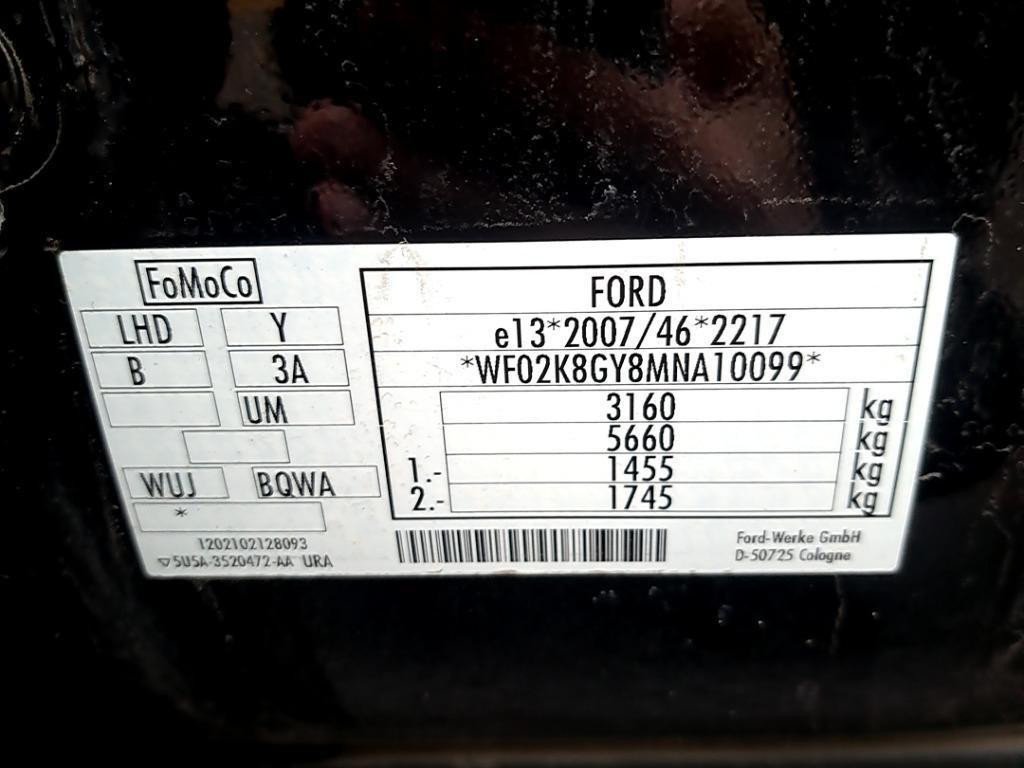 FoMoCo
LHD Y
B 3A
UM
WUJ BQWA
*
1202102128093
5U5A-3520472-AA URA
FORD
e13*2007/46*2217
*WF02K8GY8MNA10099*
3160 kg
5660 kg
1.- 1455 kg
2.- 1745 kg
Ford-Werke GmbH
D-50725 Cologne